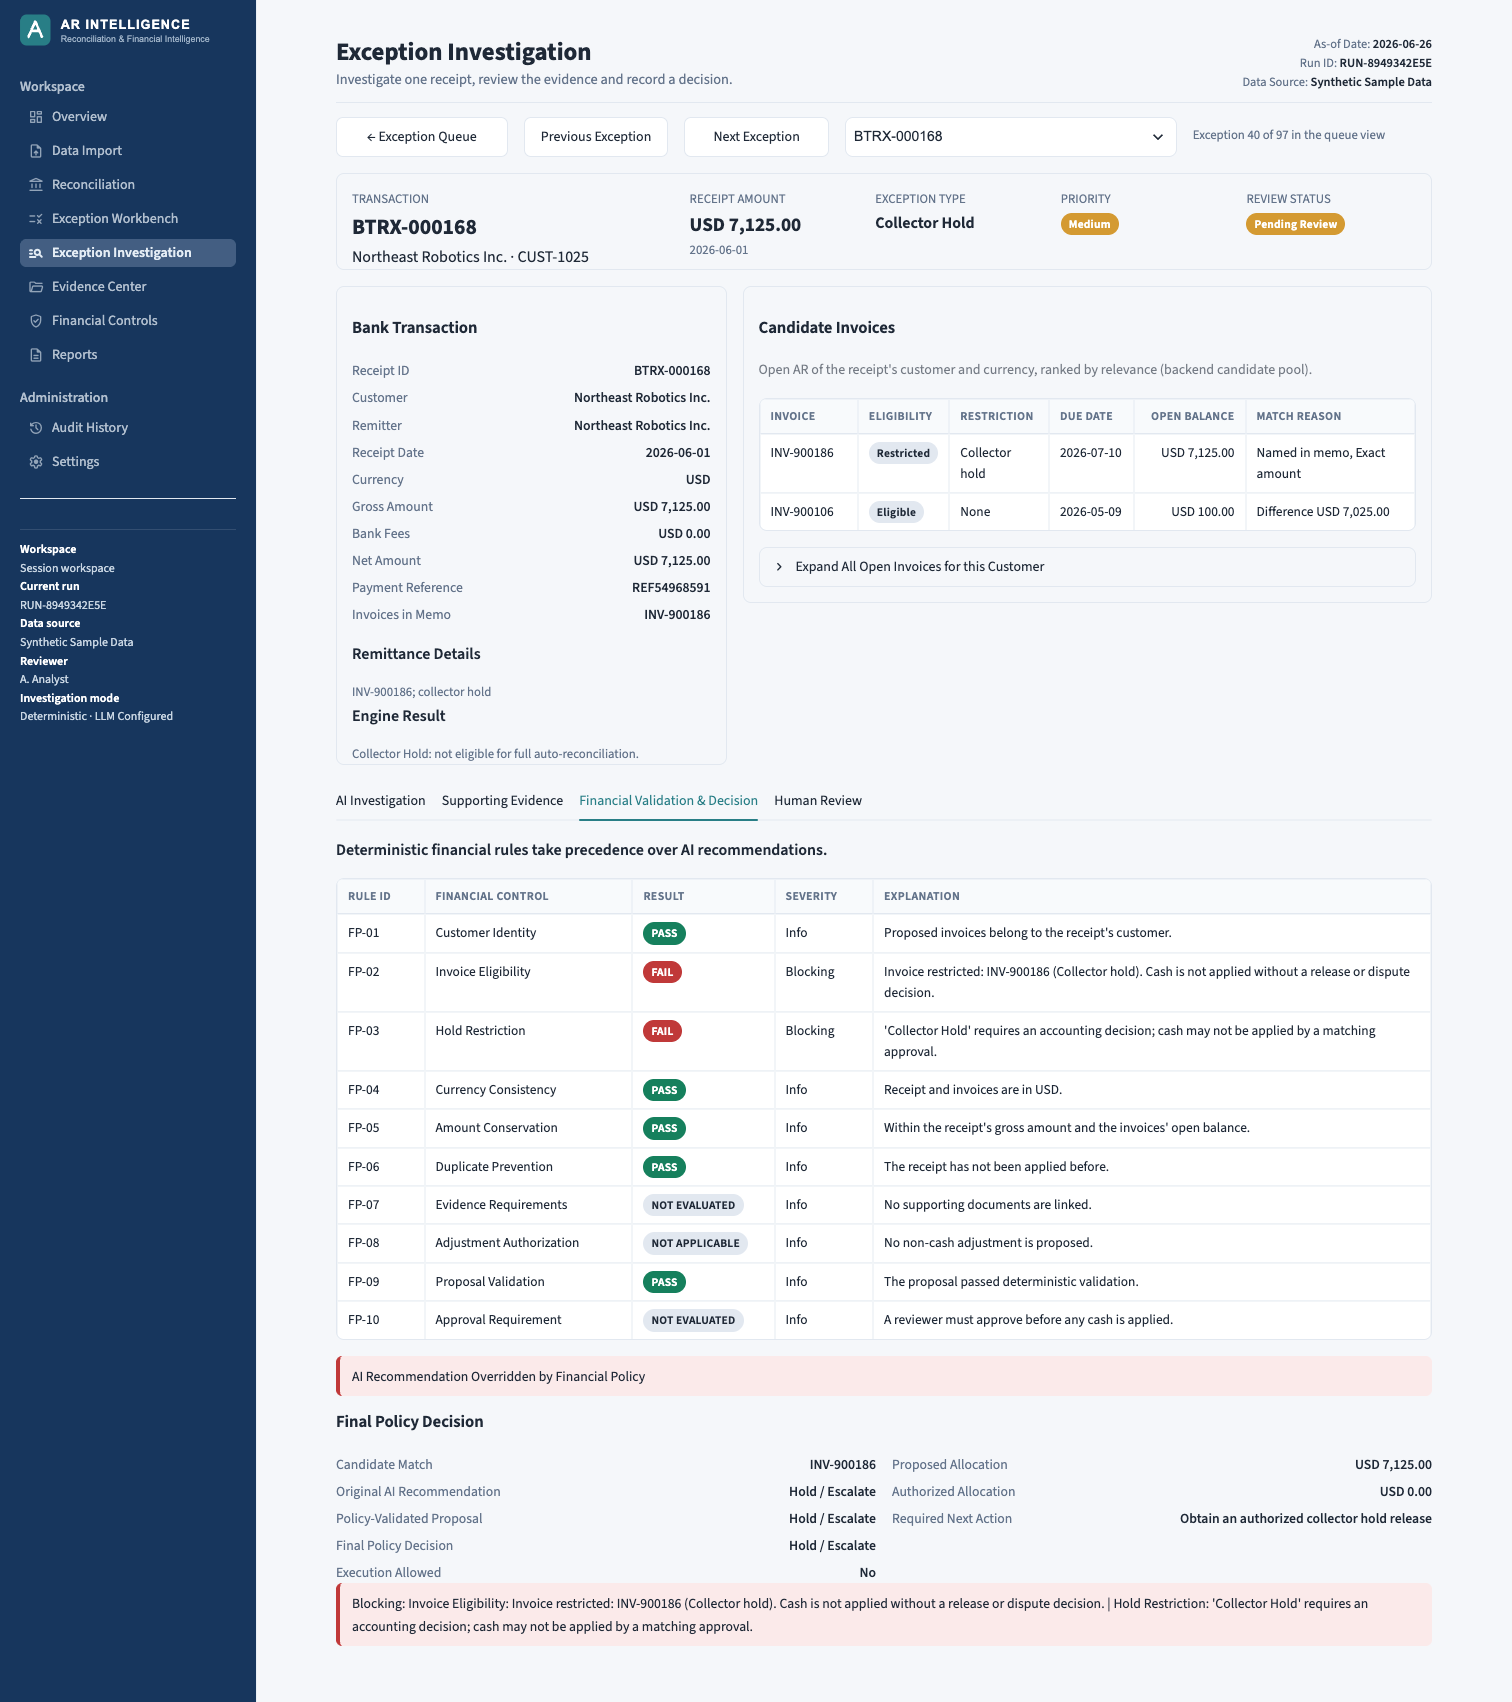 AR INTELLIGENCE
Reconciliation & Financial Intelligence
Workspace
Overview
Data Import
Reconciliation
Exception Workbench
Exception Investigation
Evidence Center
Financial Controls
Reports
Administration
Audit History
Settings
Workspace
Session workspace
Current run
RUN-8949342E5E
Data source
Synthetic Sample Data
Reviewer
A. Analyst
Investigation mode
Deterministic · LLM Configured
Exception Investigation
Investigate one receipt, review the evidence and record a decision.
As-of Date: 2026-06-26
Run ID: RUN-8949342E5E
Data Source: Synthetic Sample Data
← Exception Queue
Previous Exception
Next Exception
BTRX-000168
Exception 40 of 97 in the queue view
TRANSACTION
BTRX-000168
Northeast Robotics Inc. · CUST-1025
RECEIPT AMOUNT
USD 7,125.00
2026-06-01
EXCEPTION TYPE
Collector Hold
PRIORITY
Medium
REVIEW STATUS
Pending Review
Bank Transaction
Receipt ID BTRX-000168
Customer Northeast Robotics Inc.
Remitter Northeast Robotics Inc.
Receipt Date 2026-06-01
Currency USD
Gross Amount USD 7,125.00
Bank Fees USD 0.00
Net Amount USD 7,125.00
Payment Reference REF54968591
Invoices in Memo INV-900186
Remittance Details
INV-900186; collector hold
Engine Result
Collector Hold: not eligible for full auto-reconciliation.
Candidate Invoices
Open AR of the receipt's customer and currency, ranked by relevance (backend candidate pool).
INVOICE ELIGIBILITY RESTRICTION DUE DATE OPEN BALANCE MATCH REASON
INV-900186 Restricted Collector hold 2026-07-10 USD 7,125.00 Named in memo, Exact amount
INV-900106 Eligible None 2026-05-09 USD 100.00 Difference USD 7,025.00
Expand All Open Invoices for this Customer
AI Investigation Supporting Evidence Financial Validation & Decision Human Review
Deterministic financial rules take precedence over AI recommendations.
RULE ID FINANCIAL CONTROL RESULT SEVERITY EXPLANATION
FP-01 Customer Identity PASS Info Proposed invoices belong to the receipt's customer.
FP-02 Invoice Eligibility FAIL Blocking Invoice restricted: INV-900186 (Collector hold). Cash is not applied without a release or dispute
decision.
FP-03 Hold Restriction FAIL Blocking 'Collector Hold' requires an accounting decision; cash may not be applied by a matching
approval.
FP-04 Currency Consistency PASS Info Receipt and invoices are in USD.
FP-05 Amount Conservation PASS Info Within the receipt's gross amount and the invoices' open balance.
FP-06 Duplicate Prevention PASS Info The receipt has not been applied before.
FP-07 Evidence Requirements NOT EVALUATED Info No supporting documents are linked.
FP-08 Adjustment Authorization NOT APPLICABLE Info No non-cash adjustment is proposed.
FP-09 Proposal Validation PASS Info The proposal passed deterministic validation.
FP-10 Approval Requirement NOT EVALUATED Info A reviewer must approve before any cash is applied.
AI Recommendation Overridden by Financial Policy
Final Policy Decision
Candidate Match INV-900186 Proposed Allocation USD 7,125.00
Original AI Recommendation Hold / Escalate Authorized Allocation USD 0.00
Policy-Validated Proposal Hold / Escalate Required Next Action Obtain an authorized collector hold release
Final Policy Decision Hold / Escalate
Execution Allowed No
Blocking: Invoice Eligibility: Invoice restricted: INV-900186 (Collector hold). Cash is not applied without a release or dispute decision. | Hold Restriction: 'Collector Hold' requires an
accounting decision; cash may not be applied by a matching approval.